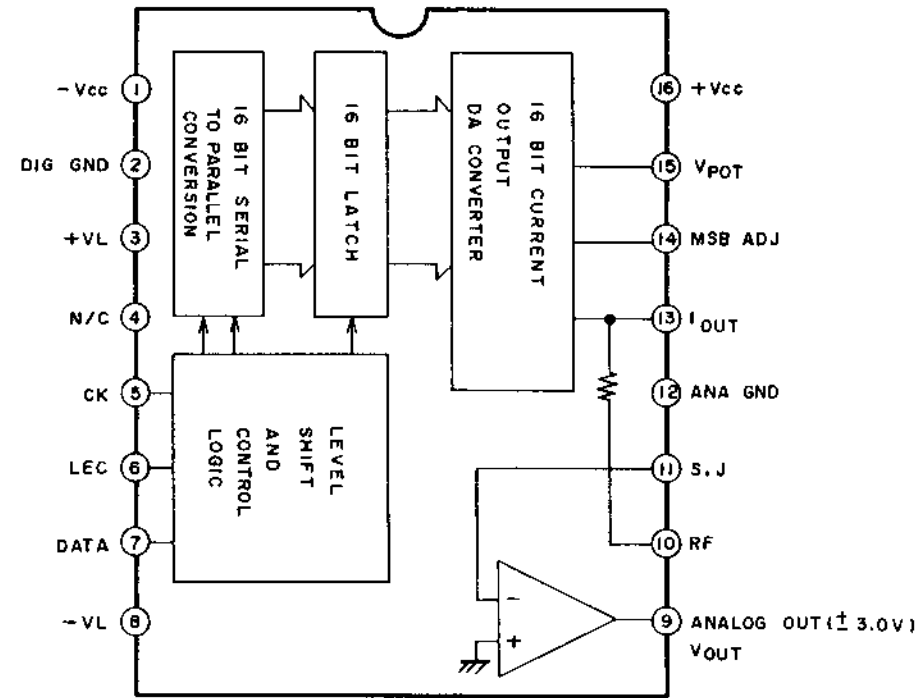 -Vcc 1
DIG GND 2
+VL 3
N/C 4
CK 5
LEC 6
DATA 7
-VL 8
16 BIT SERIAL
TO PARALLEL
CONVERSION
16 BIT LATCH
16 BIT CURRENT
OUTPUT
DA CONVERTER
LEVEL
SHIFT
AND
CONTROL
LOGIC
16 +Vcc
15 VPOT
14 MSB ADJ
13 IOUT
12 ANA GND
11 S.J
10 RF
9 ANALOG OUT (± 3.0V)
VOUT
-
+